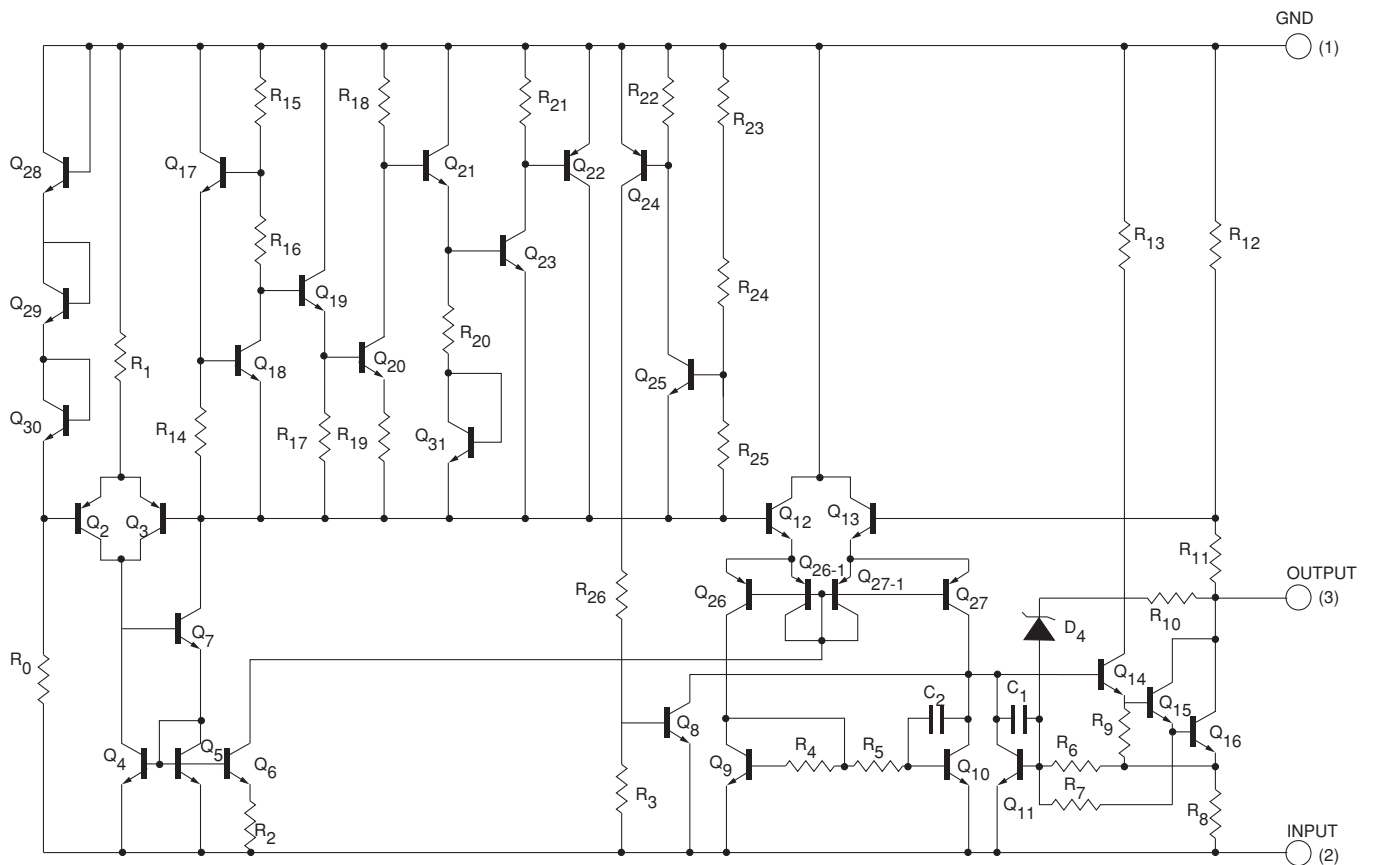 GND
(1)
R15
R18
R21
R22
R23
Q28
Q17
Q21
Q22
Q24
R16
R13
R12
Q23
Q29
Q19
R24
R20
R1
Q18
Q20
Q25
Q30
R14
R17
R19
Q31
R25
Q2
Q3
Q12
Q13
R11
Q26-1
Q27-1
OUTPUT
(3)
Q26
Q27
R26
R10
D4
Q7
R0
Q14
C2
C1
Q15
Q8
R9
Q16
Q4
Q5
Q6
Q9
R4
R5
Q10
R6
R7
R3
Q11
R2
R8
INPUT
(2)